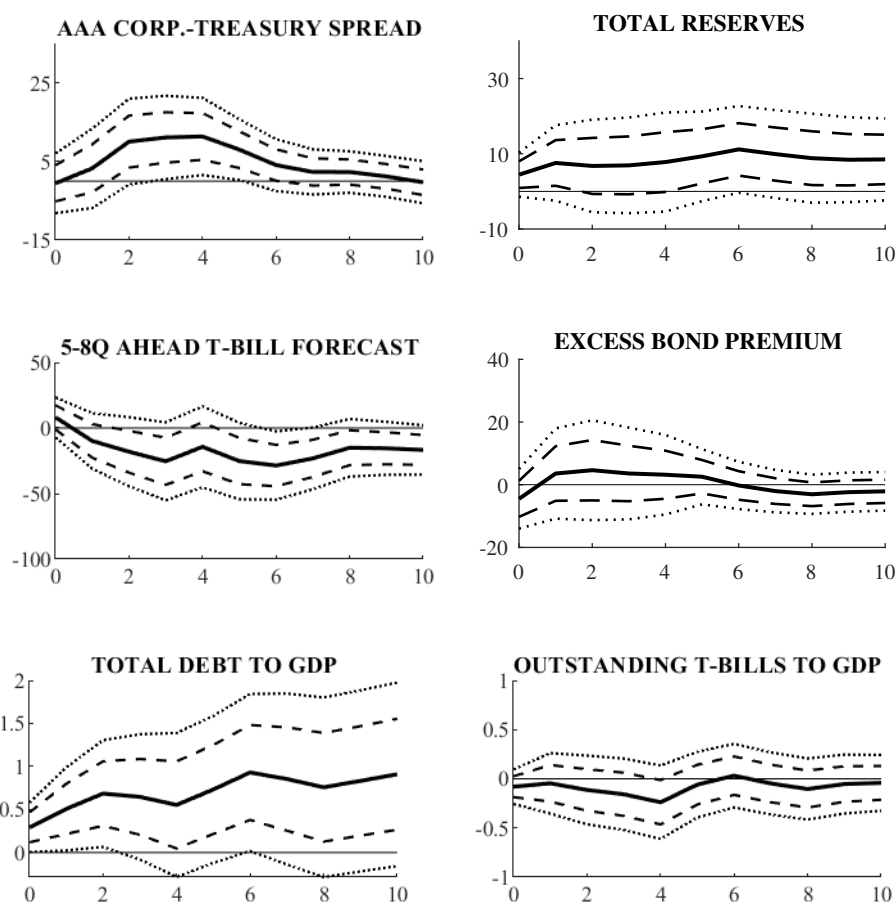 AAA CORP.-TREASURY SPREAD
25
5
-15
0 2 4 6 8 10
TOTAL RESERVES
30
10
-10
0 2 4 6 8 10
5-8Q AHEAD T-BILL FORECAST
50
0
-50
-100
0 2 4 6 8 10
EXCESS BOND PREMIUM
40
20
0
-20
0 2 4 6 8 10
TOTAL DEBT TO GDP
2
1.5
1
0.5
0
0 2 4 6 8 10
OUTSTANDING T-BILLS TO GDP
1
0.5
0
-0.5
-1
0 2 4 6 8 10